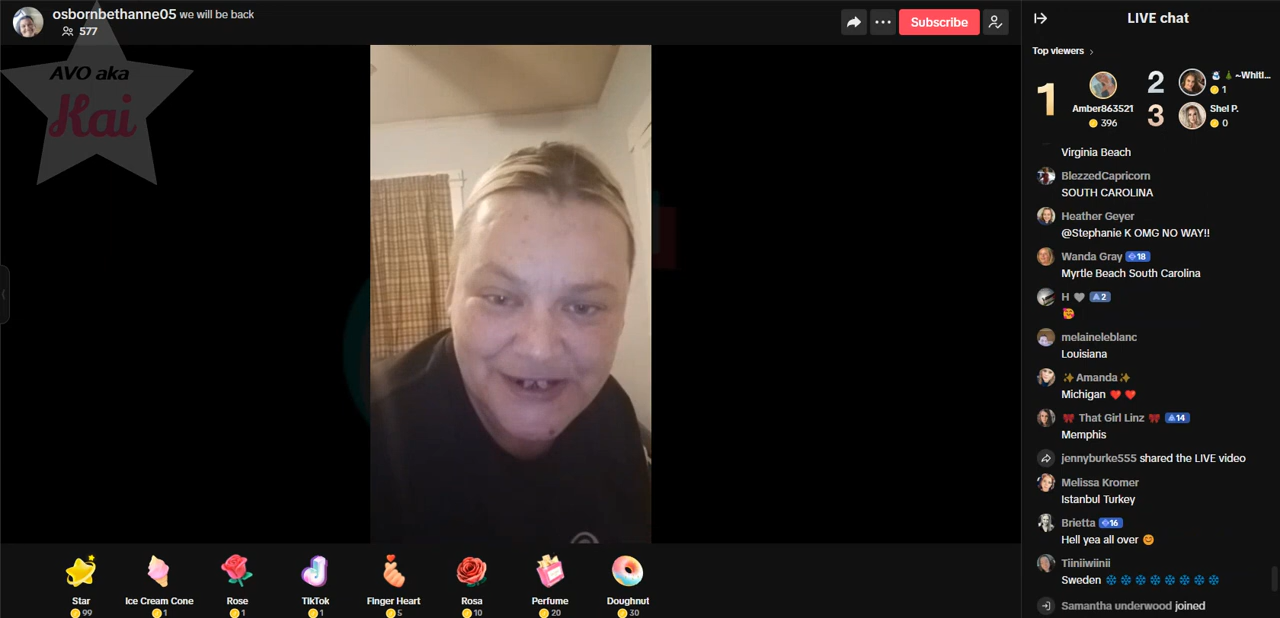 osbornbethanne05 we will be back
577
Subscribe
AVO aka
Kai
LIVE chat
Top viewers
1
Amber863521
396
2
~Whitl...
1
3
Shel P.
0
Virginia Beach
BlezzedCapricorn
SOUTH CAROLINA
Heather Geyer
@Stephanie K OMG NO WAY!!
Wanda Gray 18
Myrtle Beach South Carolina
H 🩶 2
🥰
melaineleblanc
Louisiana
✨Amanda✨
Michigan ❤️ ❤️
🎀 That Girl Linz 🎀 14
Memphis
jennyburke555 shared the LIVE video
Melissa Kromer
Istanbul Turkey
Brietta 16
Hell yea all over 😊
Tiiniiwiinii
Sweden ❄️ ❄️ ❄️ ❄️ ❄️ ❄️ ❄️ ❄️
Samantha underwood joined
Star
99
Ice Cream Cone
1
Rose
1
TikTok
1
Finger Heart
5
Rosa
10
Perfume
20
Doughnut
30